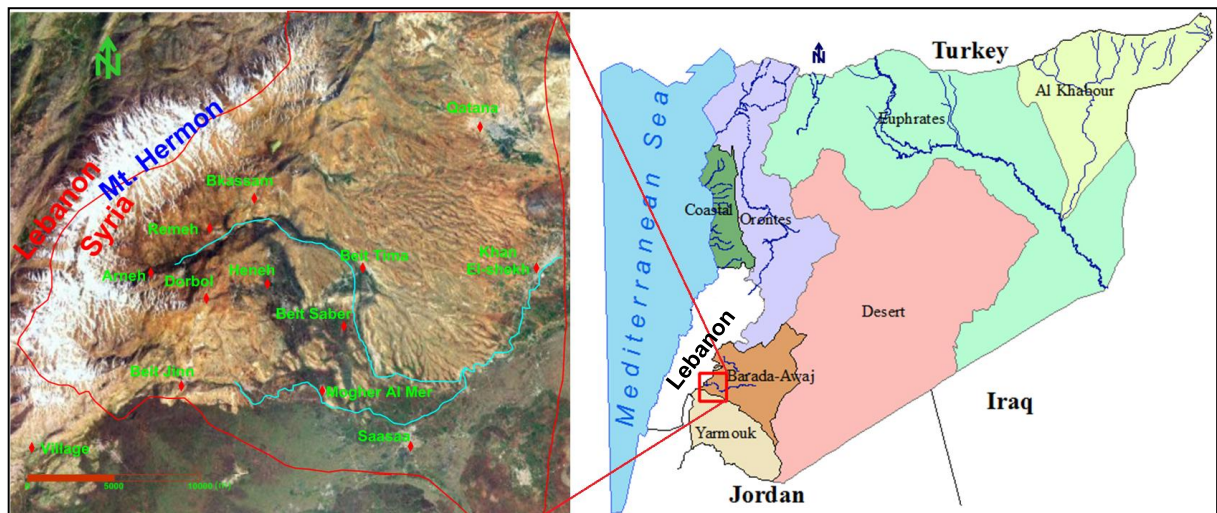 N
Mt. Hermon
Lebanon
Syria
Qatana
Bkassam
Remeh
Arneh
Dorbol
Heneh
Beit Tima
Khan
El-shekh
Beit Saber
Beit Jinn
Mogher Al Mer
Saasaa
Village
5000
10000 (m)
N
Turkey
Mediterranean Sea
Al Khabour
Euphrates
Coastal
Orontes
Desert
Lebanon
Barada-Awaj
Iraq
Yarmouk
Jordan